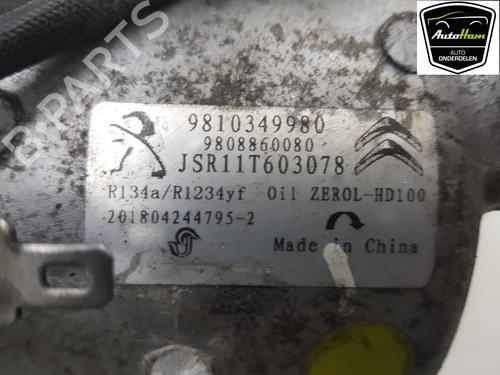 AutoHam
AUTO
ONDERDELEN
B-PARTS
9810349980
9808860080
JSR11T603078
R134a/R1234yf Oil ZEROL-HD100
201804244795-2
Made in China